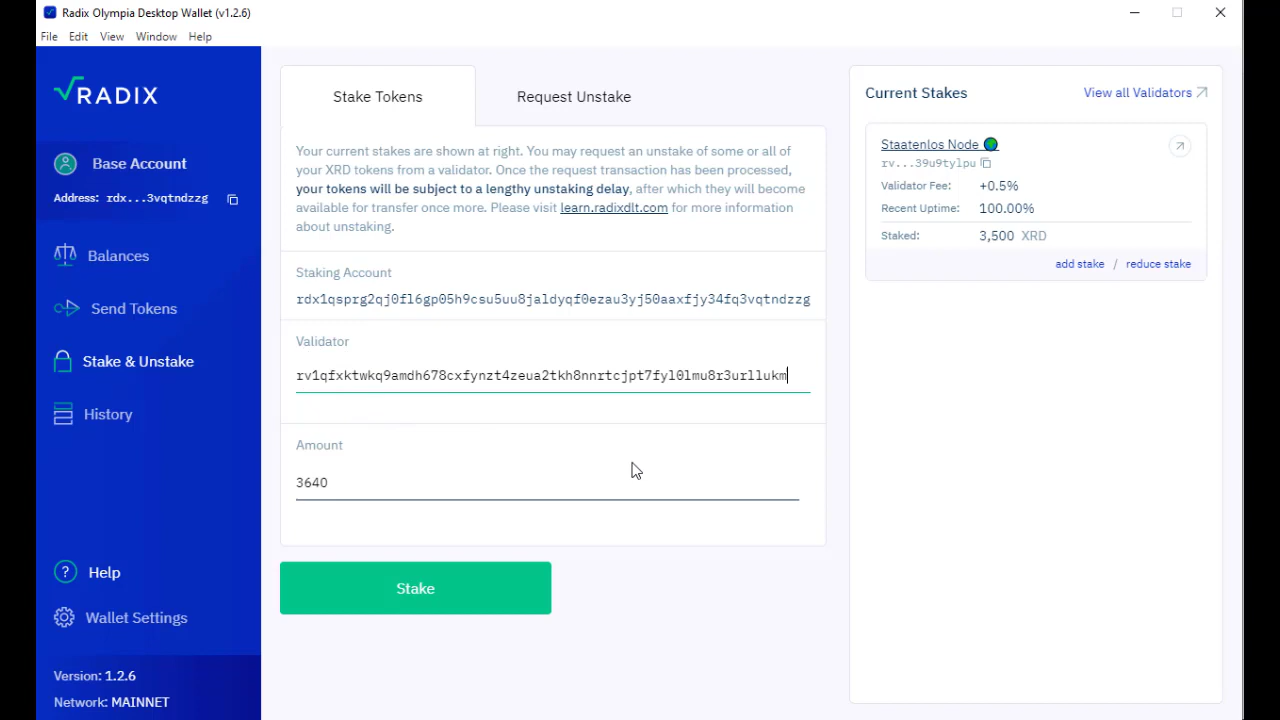 Radix Olympia Desktop Wallet (v1.2.6)
File Edit View Window Help
RADIX
Base Account
Address: rdx...3vqtndzzg
Balances
Send Tokens
Stake & Unstake
History
Help
Wallet Settings
Version: 1.2.6
Network: MAINNET
Stake Tokens
Request Unstake
Your current stakes are shown at right. You may request an unstake of some or all of
your XRD tokens from a validator. Once the request transaction has been processed,
your tokens will be subject to a lengthy unstaking delay, after which they will become
available for transfer once more. Please visit learn.radixdlt.com for more information
about unstaking.
Staking Account
rdx1qsprg2qj0fl6gp05h9csu5uu8jaldyqf0ezau3yj50aaxfjy34fq3vqtndzzg
Validator
rv1qfxktwkq9amdh678cxfynzt4zeua2tkh8nnrtcjpt7fyl0lmu8r3urllukm
Amount
3640
Stake
Current Stakes
View all Validators
Staatenlos Node
rv...39u9tylpu
Validator Fee: +0.5%
Recent Uptime: 100.00%
Staked: 3,500 XRD
add stake / reduce stake